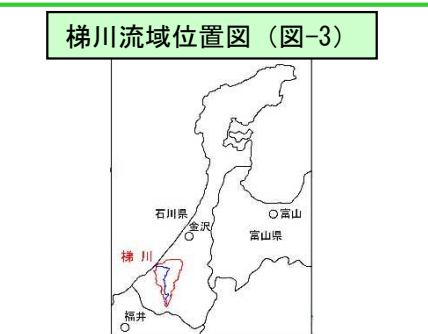 梯川流域位置図（図-3）
石川県
金沢
富山
富山県
梯 川
福井